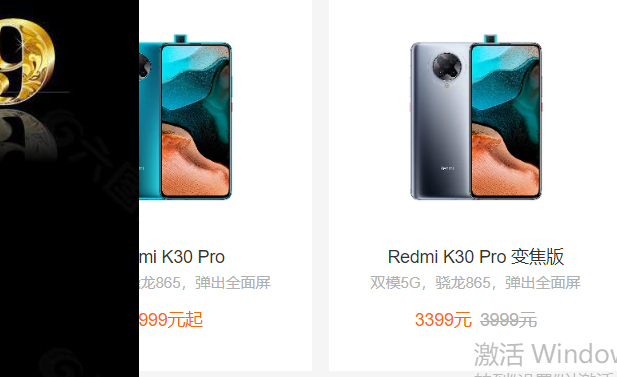 9
六图
mi K30 Pro
龙865，弹出全面屏
999元起
Redmi K30 Pro 变焦版
双模5G，骁龙865，弹出全面屏
3399元 3999元
激活 Window